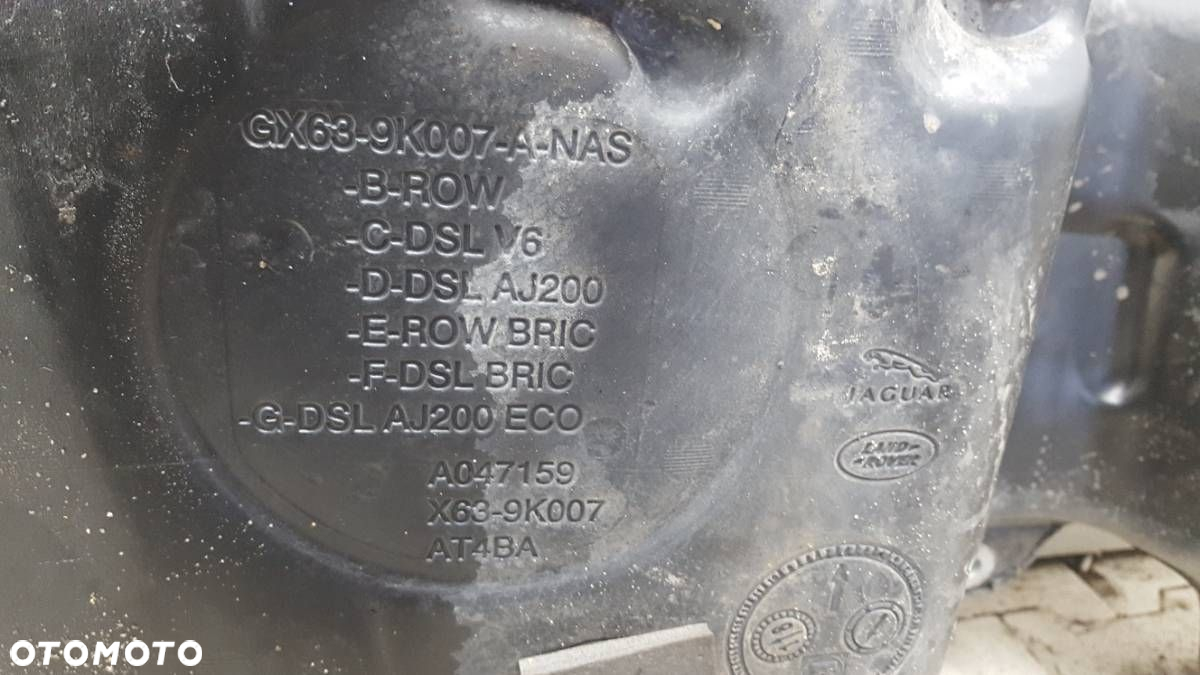 GX63-9K007-A-NAS
-B-ROW
-C-DSL V6
-D-DSL AJ200
-E-ROW BRIC
-F-DSL BRIC
-G-DSL AJ200 ECO
A047159
X63-9K007
AT4BA
JAGUAR
LAND-
-ROVER
OTOMOTO